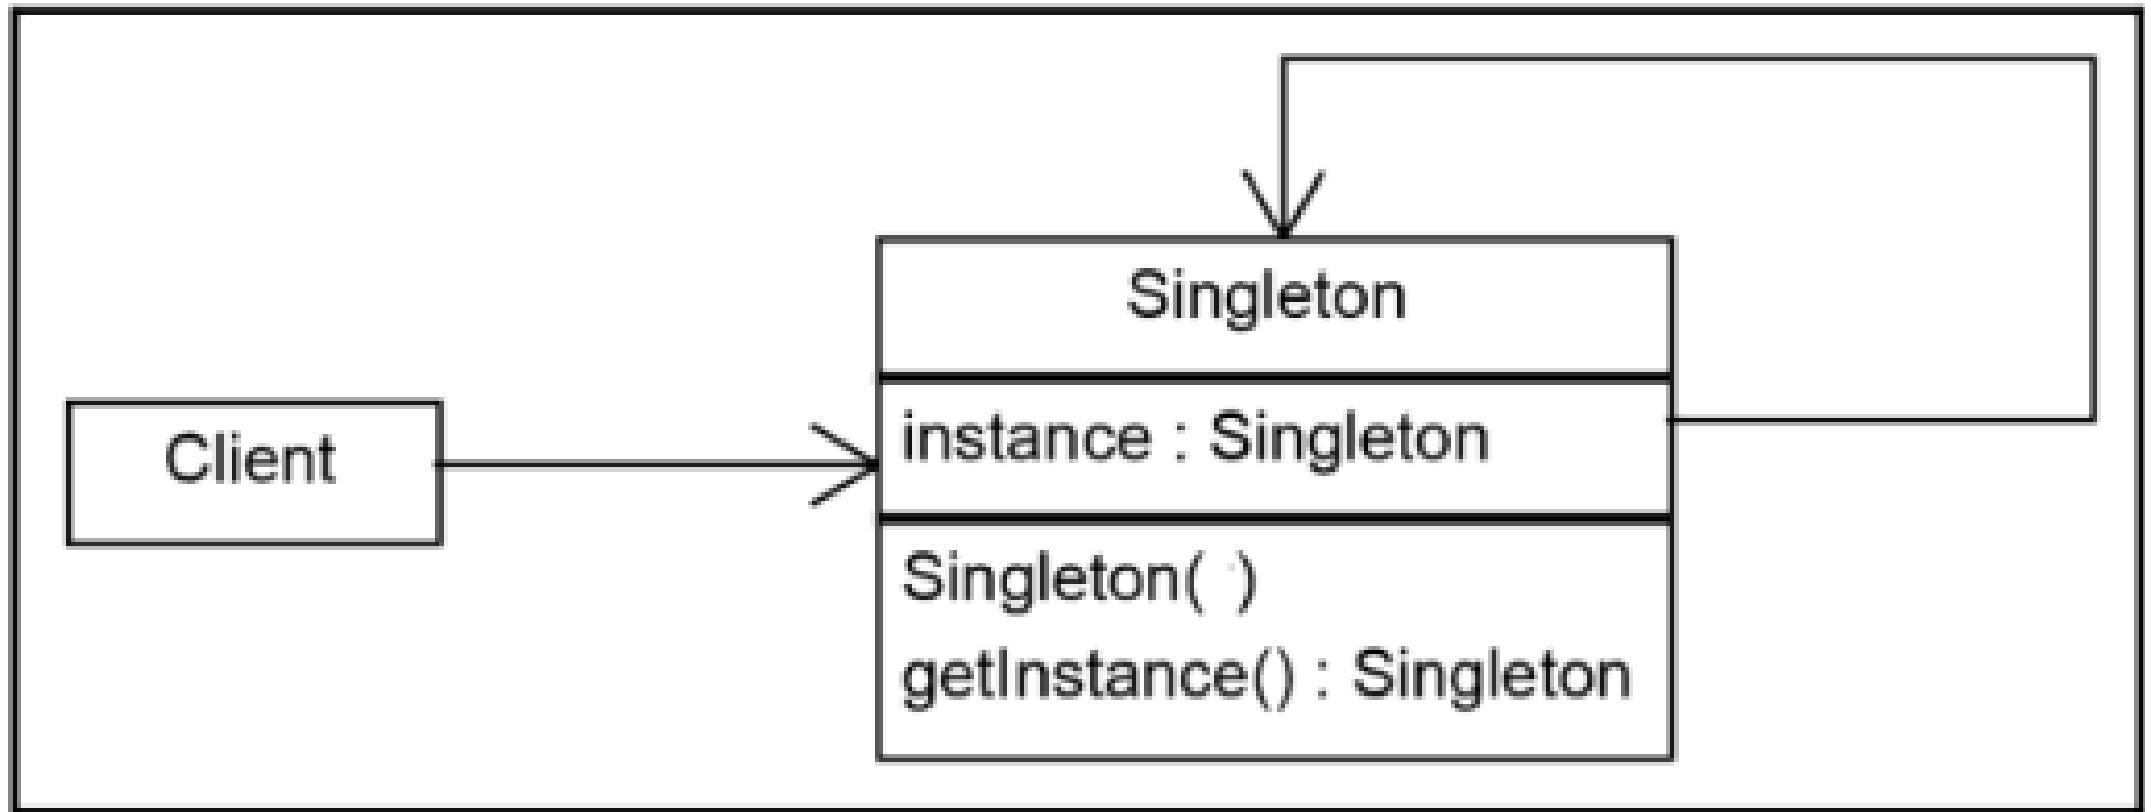 Singleton
Client
instance : Singleton
Singleton( )
getInstance() : Singleton